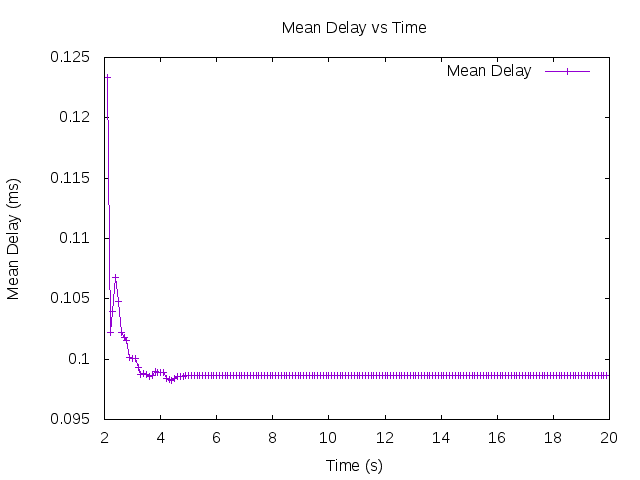 Mean Delay vs Time
Mean Delay
Mean Delay (ms)
0.125
0.12
0.115
0.11
0.105
0.1
0.095
2 4 6 8 10 12 14 16 18 20
Time (s)